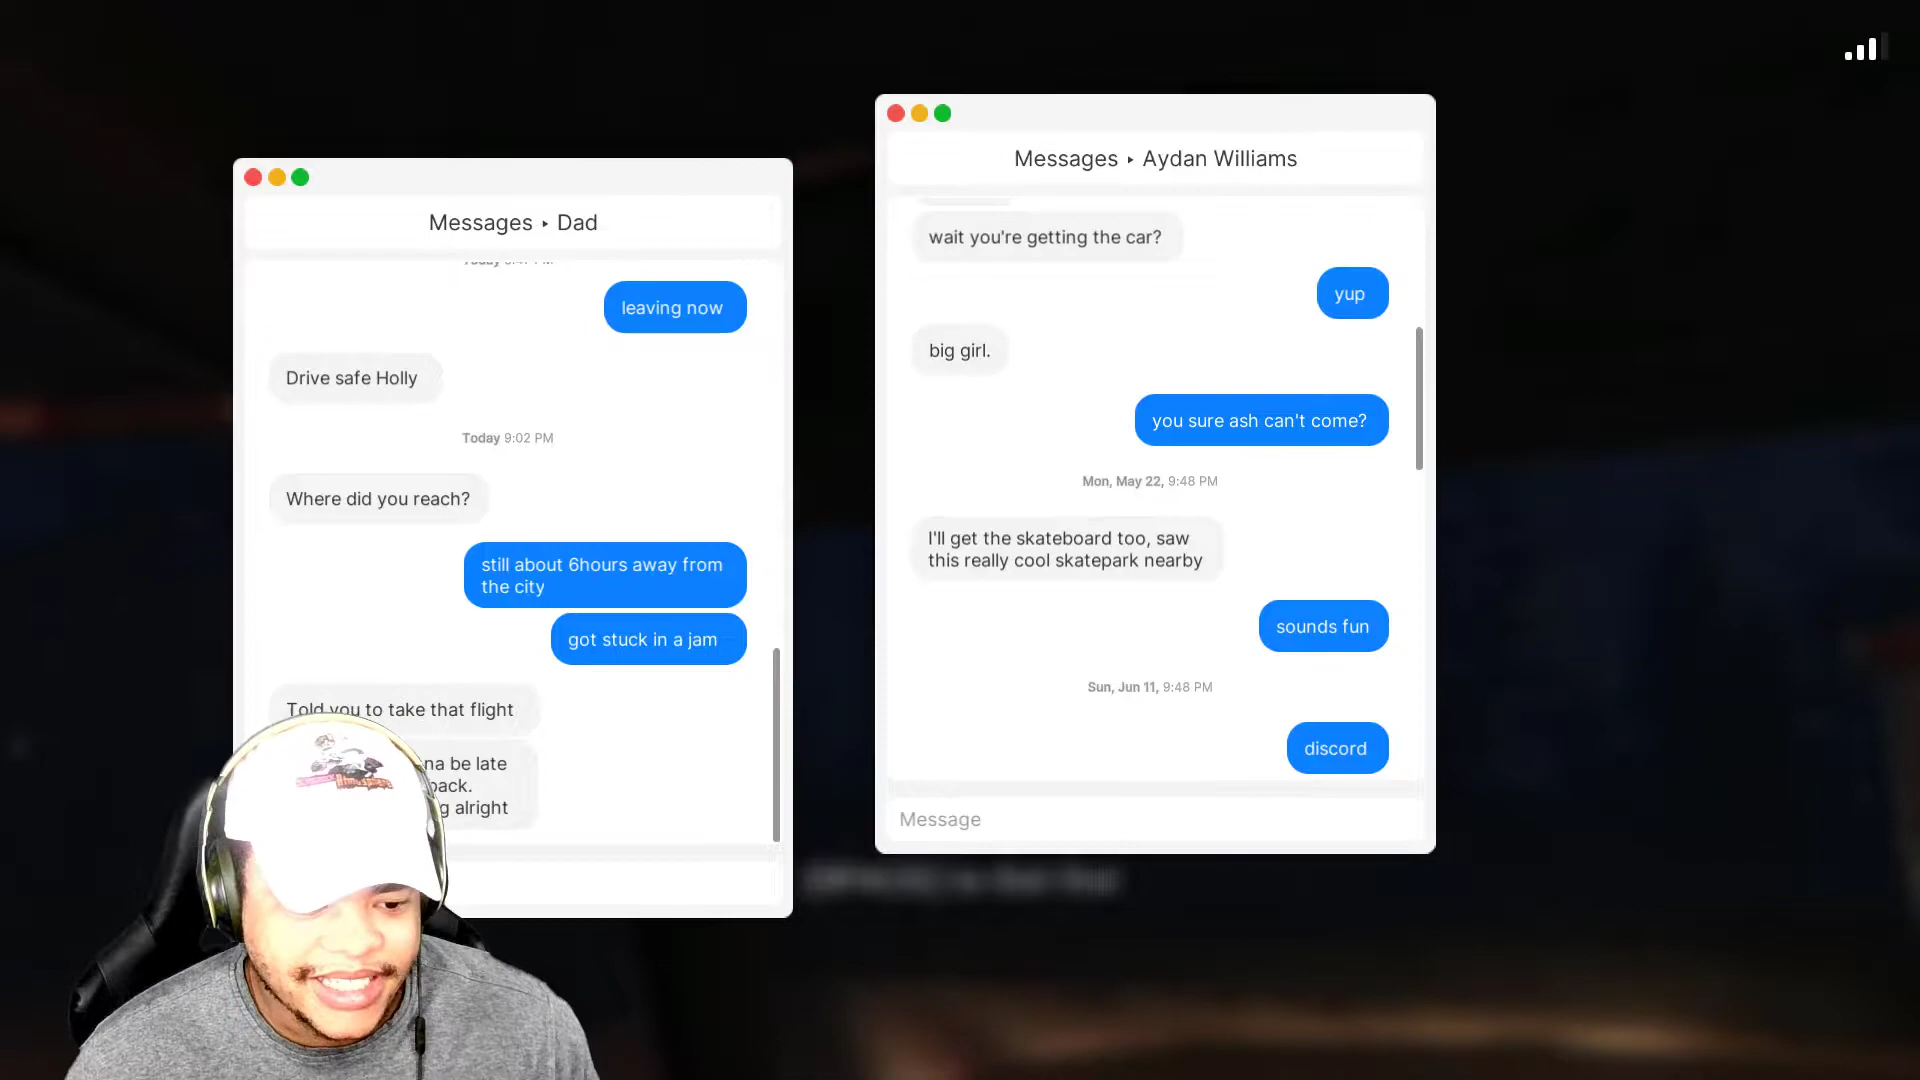 Messages ▸ Dad
leaving now
Drive safe Holly
Today 9:02 PM
Where did you reach?
still about 6hours away from
the city
got stuck in a jam
Told you to take that flight
be late
alright
Messages ▸ Aydan Williams
wait you're getting the car?
yup
big girl.
you sure ash can't come?
Mon, May 22, 9:48 PM
I'll get the skateboard too, saw
this really cool skatepark nearby
sounds fun
Sun, Jun 11, 9:48 PM
discord
Message